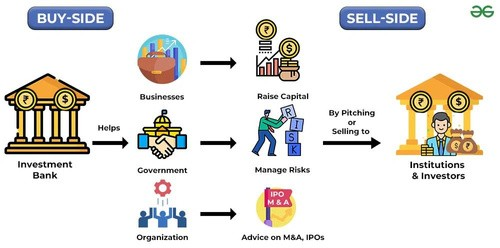 BUY-SIDE
SELL-SIDE
Businesses
Raise Capital
Investment
Bank
Helps
Government
RISK
Manage Risks
By Pitching
or
Selling to
Institutions
& Investors
Organization
IPO
M & A
Advice on M&A, IPOs